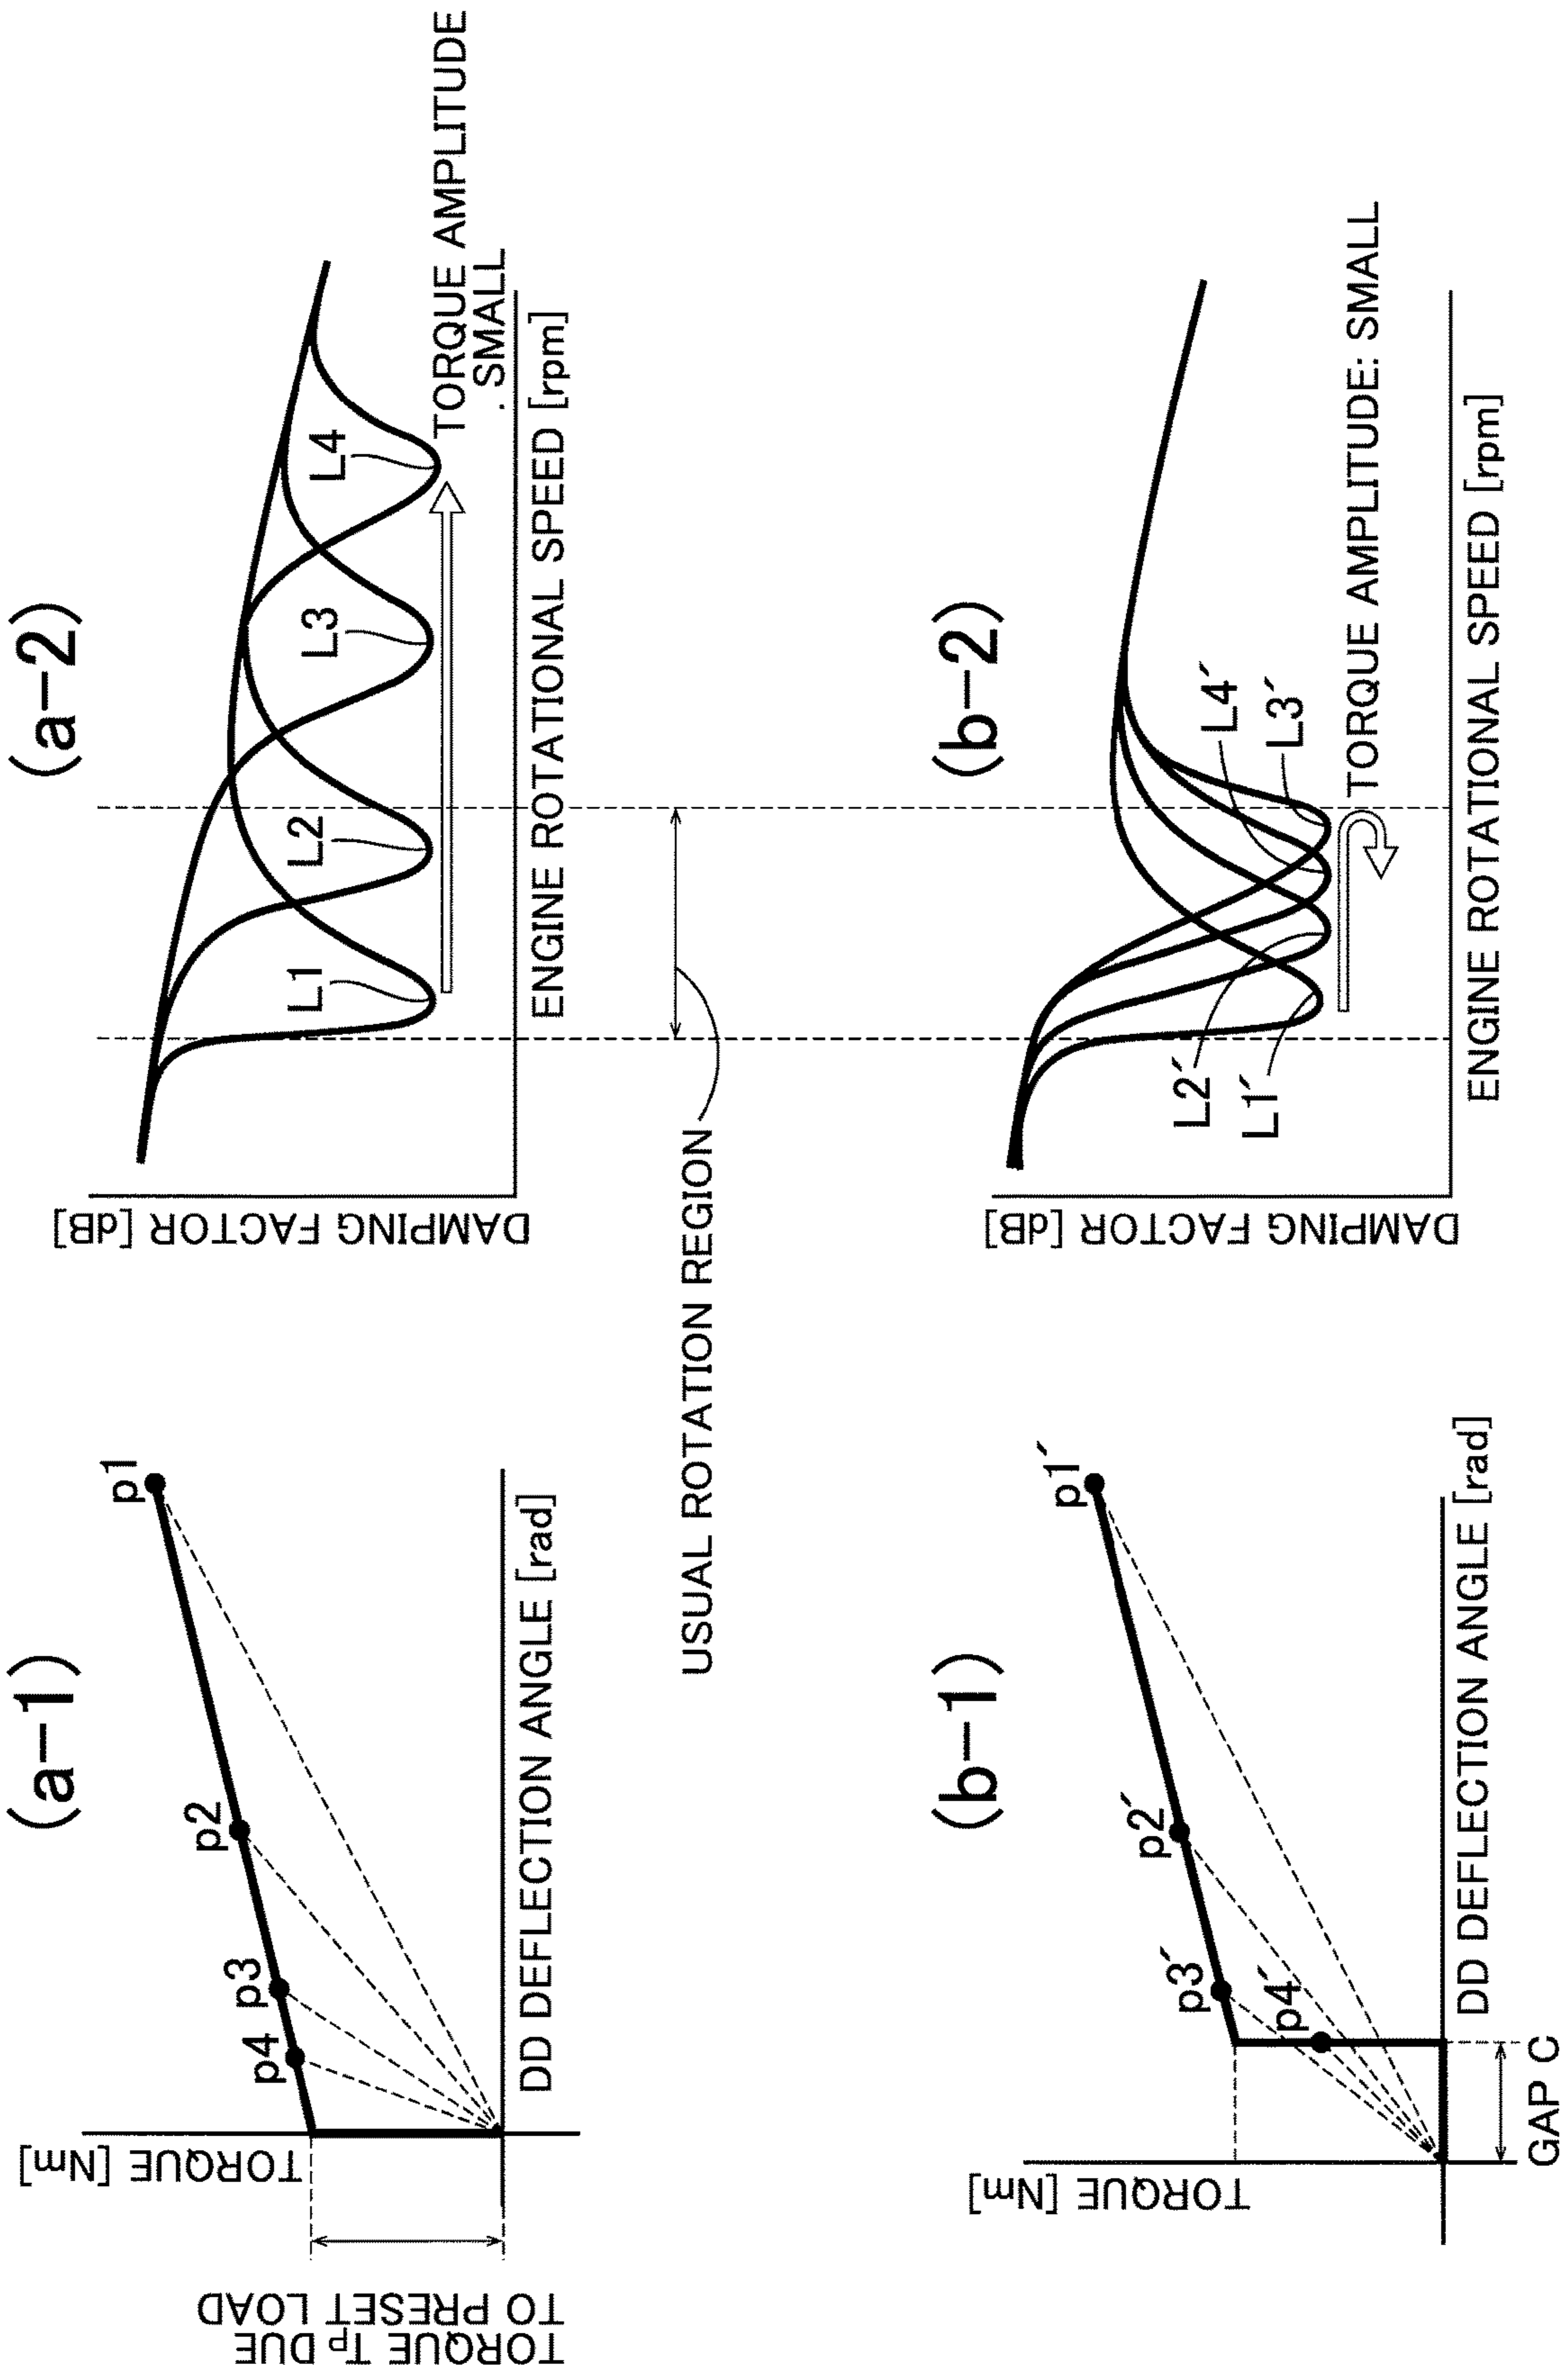 (a-1)
TORQUE [Nm]
p1
p2
p3
p4
TORQUE TP DUE
TO PRESET LOAD
DD DEFLECTION ANGLE [rad]
(a-2)
DAMPING FACTOR [dB]
L1
L2
L3
L4
TORQUE AMPLITUDE
: SMALL
ENGINE ROTATIONAL SPEED [rpm]
USUAL ROTATION REGION
(b-1)
TORQUE [Nm]
p1´
p2´
p3´
p4´
DD DEFLECTION ANGLE [rad]
GAP C
(b-2)
DAMPING FACTOR [dB]
L2´
L1´
L4´
L3´
TORQUE AMPLITUDE: SMALL
ENGINE ROTATIONAL SPEED [rpm]